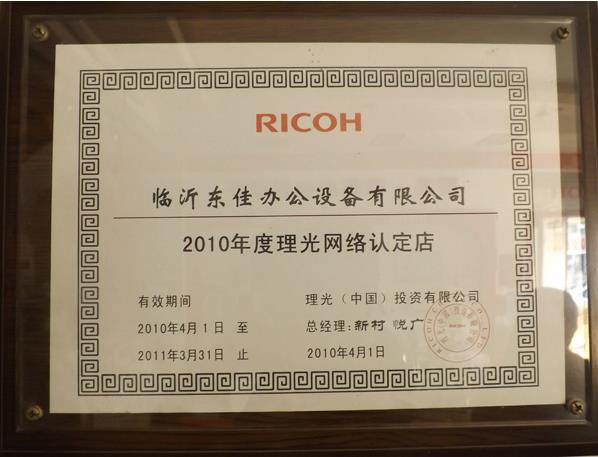 RICOH
临沂东佳办公设备有限公司
2010年度理光网络认定店
有效期间
2010年4月1日 至
2011年3月31日 止
理光（中国）投资有限公司
总经理:新村 悦广
2010年4月1日